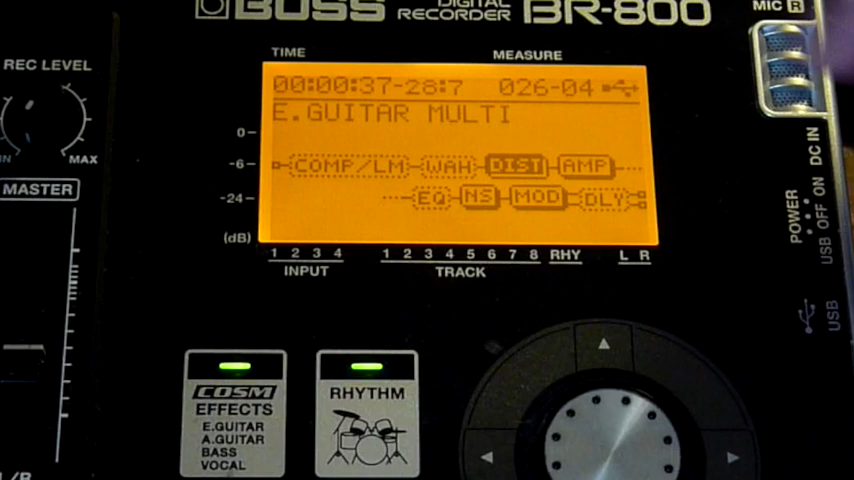 BOSS DIGITAL RECORDER BR-800
MIC R
TIME MEASURE
REC LEVEL
00:00:37-28:7 026-04
E.GUITAR MULTI
0
MAX
-6
COMP/LM WAH DIST AMP
DC IN
MASTER
-24
EQ NS MOD DLY
POWER
USB OFF ON
(dB)
1 2 3 4 1 2 3 4 5 6 7 8 RHY L R
INPUT TRACK
USB
COSM
EFFECTS
E.GUITAR
A.GUITAR
BASS
VOCAL
RHYTHM